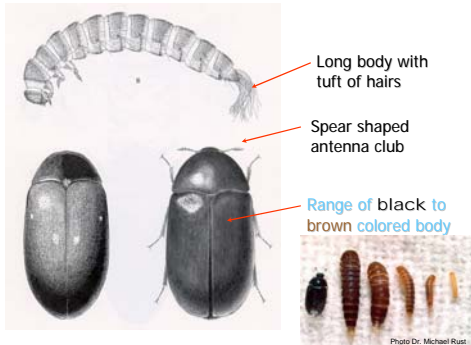 Long body with
tuft of hairs
Spear shaped
antenna club
Range of black to
brown colored body
Photo Dr. Michael Rust